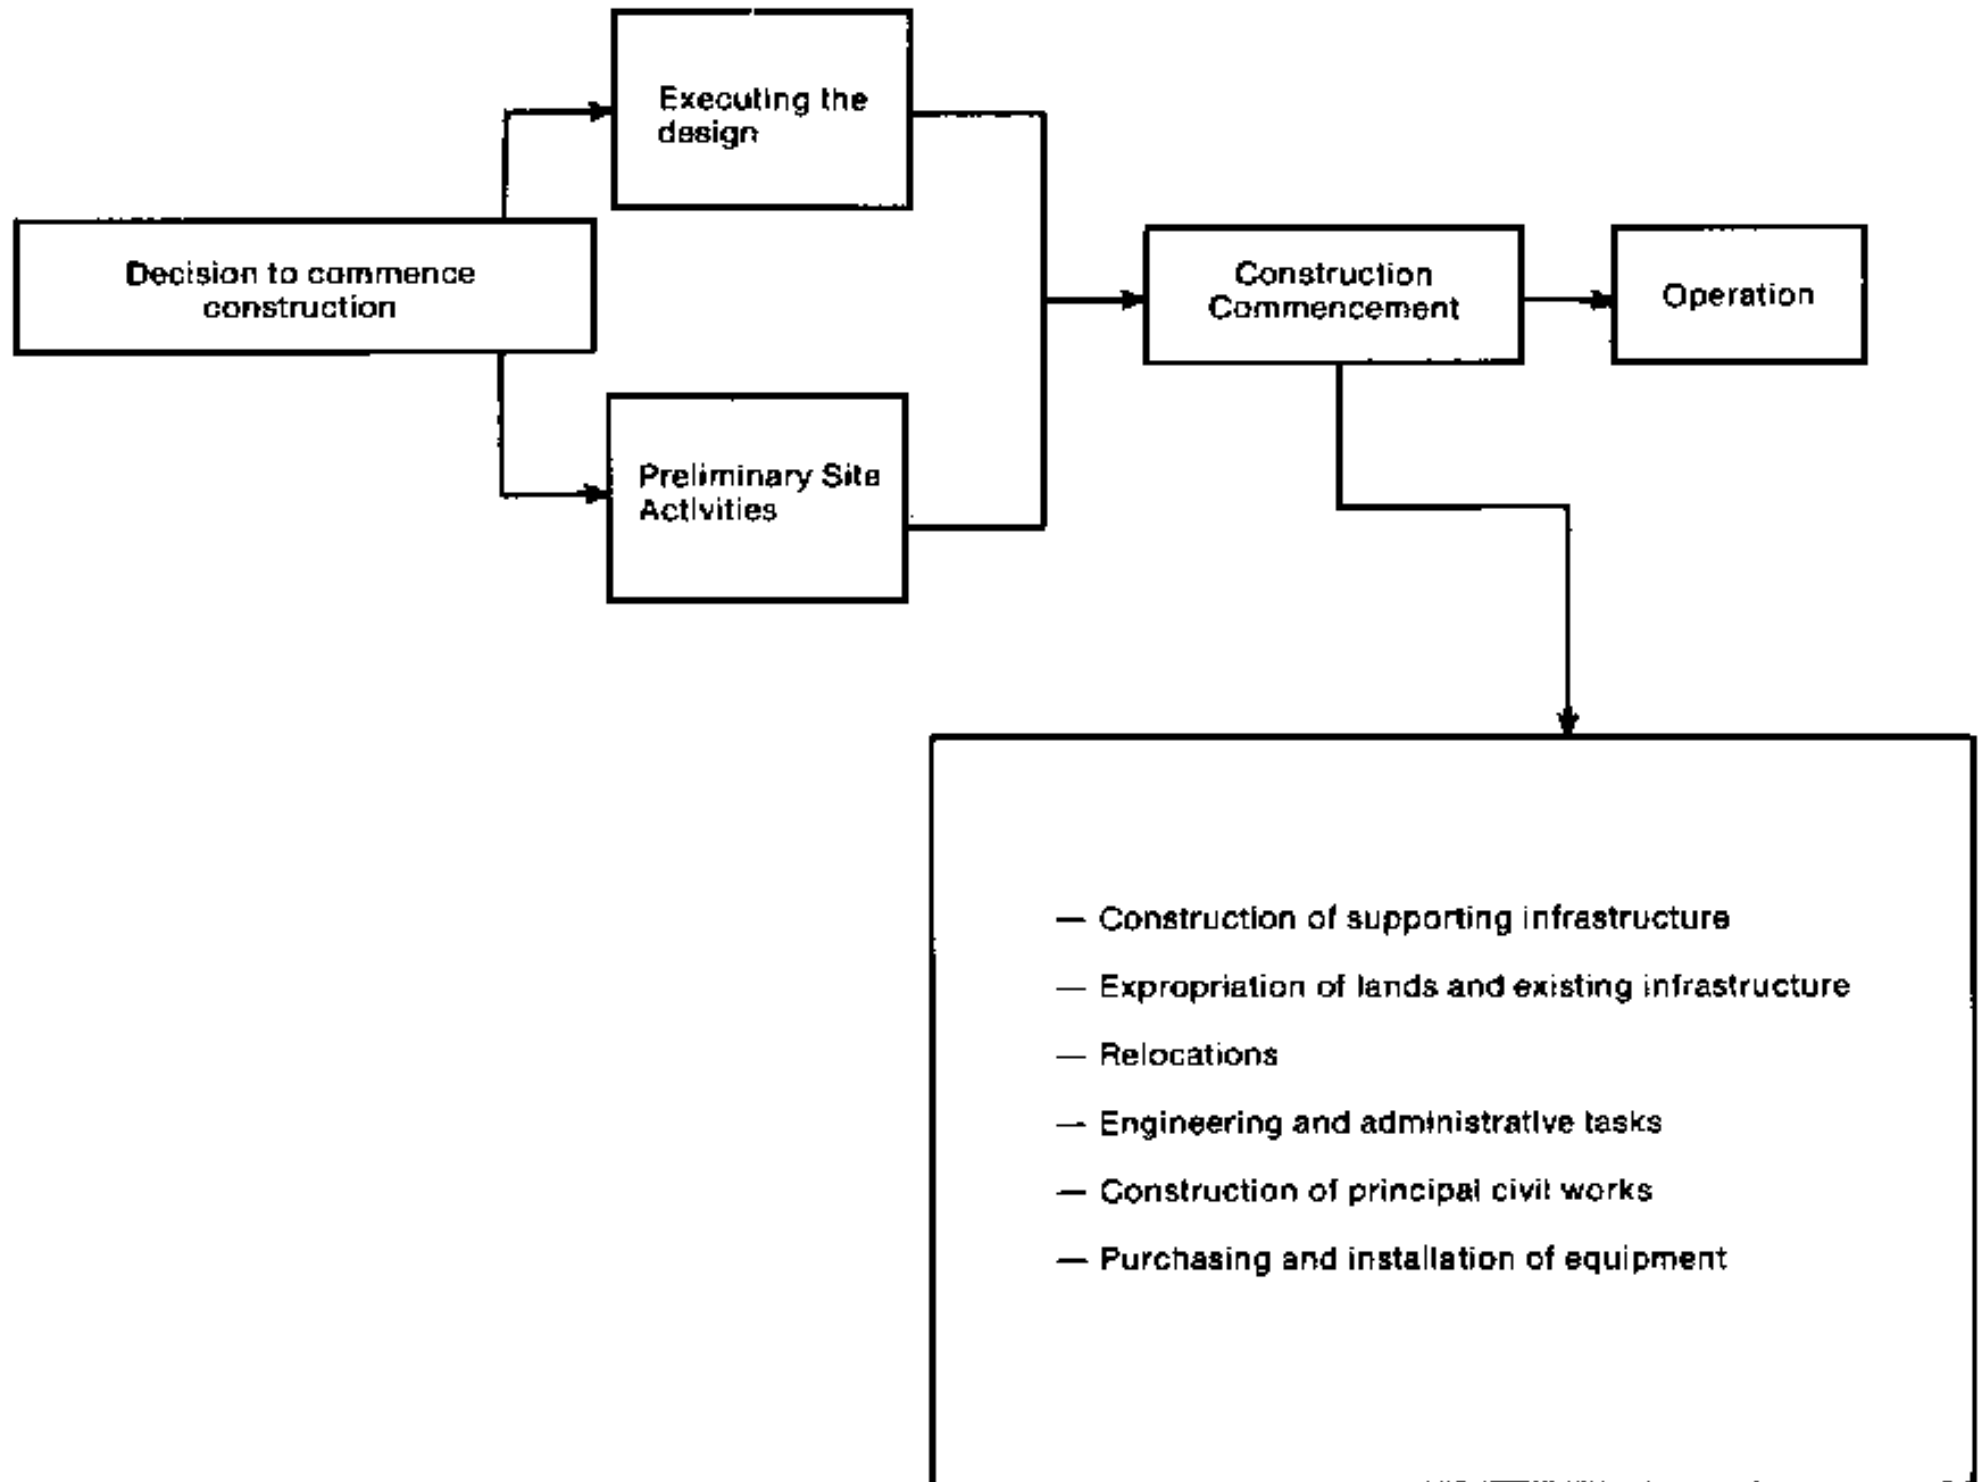 Executing the
design
Decision to commence
construction
Construction
Commencement
Operation
Preliminary Site
Activities
— Construction of supporting infrastructure
— Expropriation of lands and existing infrastructure
— Relocations
— Engineering and administrative tasks
— Construction of principal civil works
— Purchasing and installation of equipment